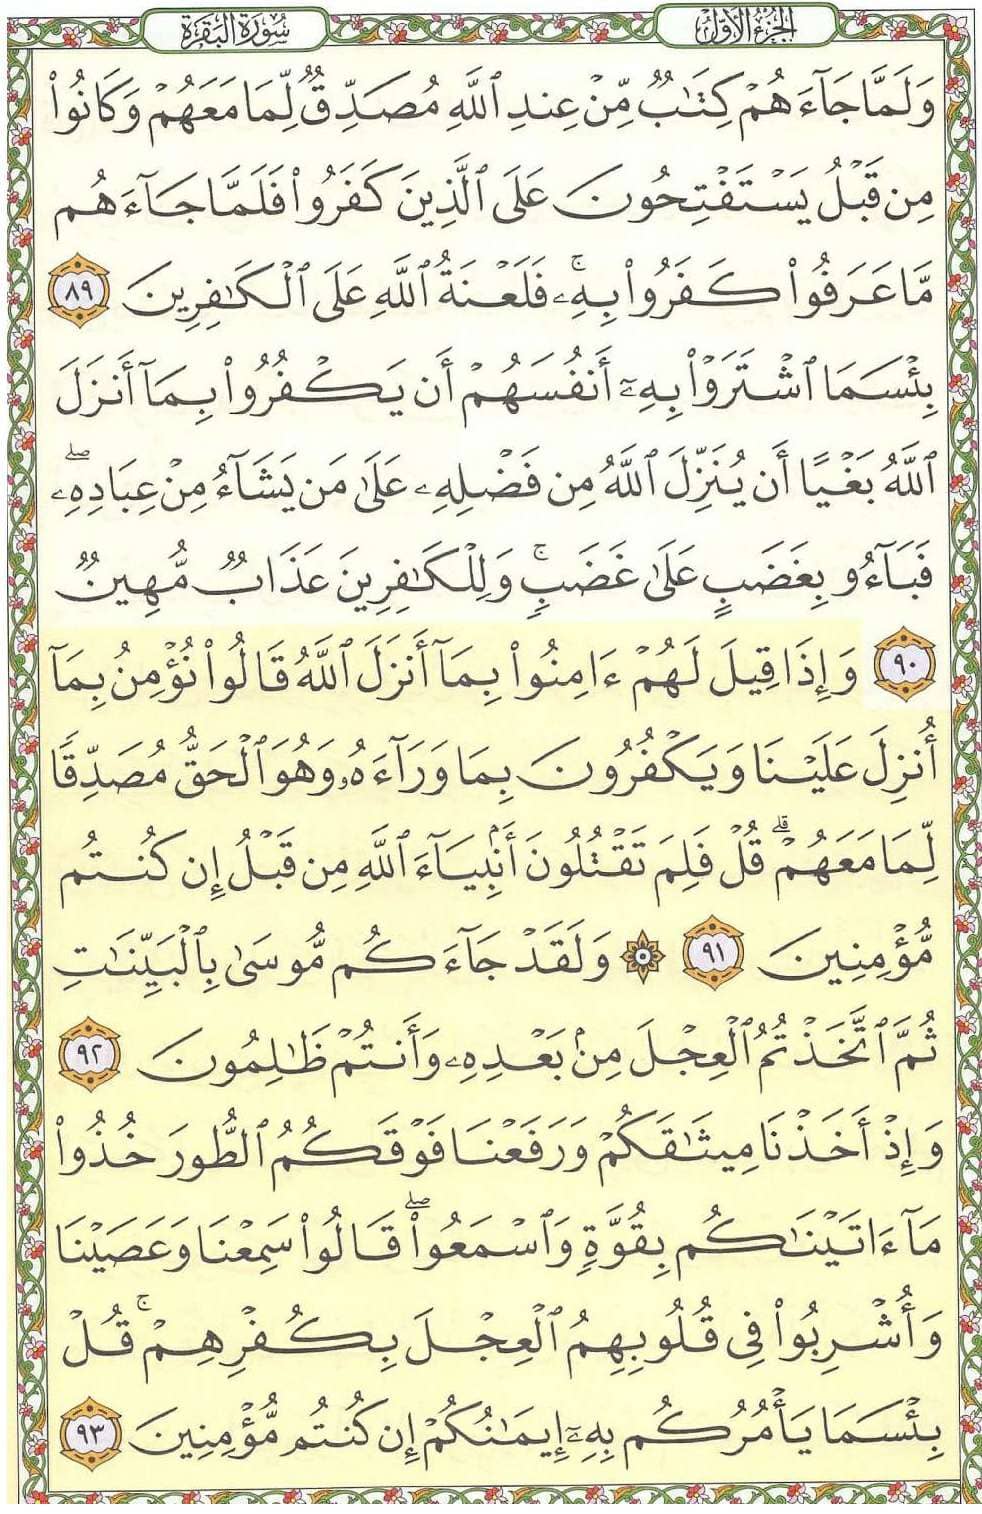 الجزء الأول
سورة البقرة
وَلَمَّا جَآءَهُمْ كِتَٰبٌ مِّنْ عِندِ ٱللَّهِ مُصَدِّقٌ لِّمَا مَعَهُمْ وَكَانُوا۟
مِن قَبْلُ يَسْتَفْتِحُونَ عَلَى ٱلَّذِينَ كَفَرُوا۟ فَلَمَّا جَآءَهُم
مَّا عَرَفُوا۟ كَفَرُوا۟ بِهِۦ ۚ فَلَعْنَةُ ٱللَّهِ عَلَى ٱلْكَٰفِرِينَ ٨٩
بِئْسَمَا ٱشْتَرَوْا۟ بِهِۦٓ أَنفُسَهُمْ أَن يَكْفُرُوا۟ بِمَآ أَنزَلَ
ٱللَّهُ بَغْيًا أَن يُنَزِّلَ ٱللَّهُ مِن فَضْلِهِۦ عَلَىٰ مَن يَشَآءُ مِنْ عِبَادِهِۦ ۖ
فَبَآءُو بِغَضَبٍ عَلَىٰ غَضَبٍ ۚ وَلِلْكَٰفِرِينَ عَذَابٌ مُّهِينٌ
٩٠ وَإِذَا قِيلَ لَهُمْ ءَامِنُوا۟ بِمَآ أَنزَلَ ٱللَّهُ قَالُوا۟ نُؤْمِنُ بِمَآ
أُنزِلَ عَلَيْنَا وَيَكْفُرُونَ بِمَا وَرَآءَهُۥ وَهُوَ ٱلْحَقُّ مُصَدِّقًا
لِّمَا مَعَهُمْ ۗ قُلْ فَلِمَ تَقْتُلُونَ أَنۢبِيَآءَ ٱللَّهِ مِن قَبْلُ إِن كُنتُم
مُّؤْمِنِينَ ٩١ ۞ وَلَقَدْ جَآءَكُم مُّوسَىٰ بِٱلْبَيِّنَٰتِ
ثُمَّ ٱتَّخَذْتُمُ ٱلْعِجْلَ مِنۢ بَعْدِهِۦ وَأَنتُمْ ظَٰلِمُونَ ٩٢
وَإِذْ أَخَذْنَا مِيثَٰقَكُمْ وَرَفَعْنَا فَوْقَكُمُ ٱلطُّورَ خُذُوا۟
مَآ ءَاتَيْنَٰكُم بِقُوَّةٍ وَٱسْمَعُوا۟ ۖ قَالُوا۟ سَمِعْنَا وَعَصَيْنَا
وَأُشْرِبُوا۟ فِى قُلُوبِهِمُ ٱلْعِجْلَ بِكُفْرِهِمْ ۚ قُلْ
بِئْسَمَا يَأْمُرُكُم بِهِۦٓ إِيمَٰنُكُمْ إِن كُنتُم مُّؤْمِنِينَ ٩٣